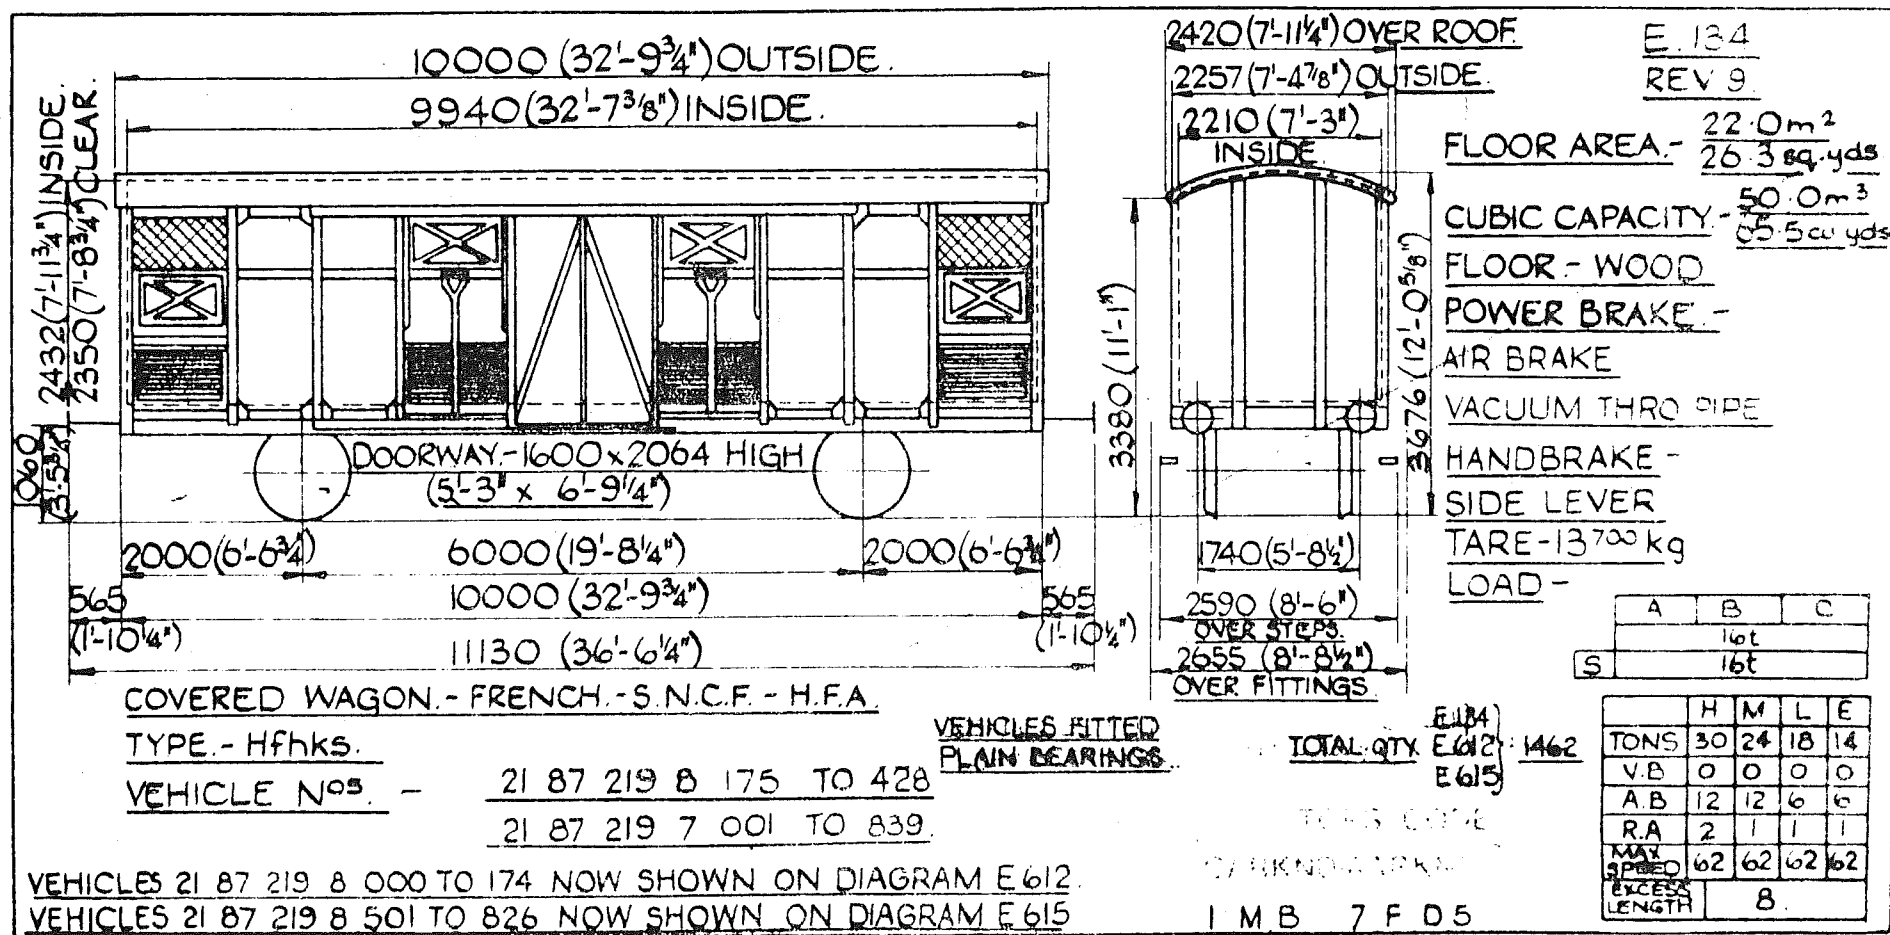 10000 (32'-9¾") OUTSIDE.
9940 (32'-7⅜") INSIDE.
2432 (7'-11¾") INSIDE.
2350 (7'-8¾") CLEAR.
(3'-5¾")
DOORWAY.-1600 x 2064 HIGH
(5'-3" x 6'-9¼")
2000 (6'-6¾") 6000 (19'-8¼") 2000 (6'-6¾")
565 10000 (32'-9¾") 565
(1'-10¼") (1'-10¼")
11130 (36'-6¼")
2420 (7'-11¼") OVER ROOF.
2257 (7'-4⅞") OUTSIDE.
2210 (7'-3")
INSIDE.
3380 (11'-1")
3676 (12'-0⅝")
1740 (5'-8½")
2590 (8'-6")
OVER STEPS.
2655 (8'-8½")
OVER FITTINGS.
E.134
REV 9.
FLOOR AREA.- 22.0m²
26.3 sq.yds
CUBIC CAPACITY.- 50.0m³
5.5 cu yds
FLOOR.- WOOD
POWER BRAKE.-
AIR BRAKE
VACUUM THRO PIPE
HANDBRAKE -
SIDE LEVER
TARE-13700 kg
LOAD -
A B C
16t
S 16t
COVERED WAGON.- FRENCH.- S.N.C.F.- H.F.A.
TYPE.- Hfhks.
VEHICLE Nos. - 21 87 219 8 175 TO 428
21 87 219 7 001 TO 839.
VEHICLES FITTED
PLAIN BEARINGS.
E134
TOTAL QTY. E612 1462
E615
H M L E
TONS 30 24 18 14
V.B 0 0 0 0
A.B 12 12 6 6
R.A 2 1 1 1
MAX SPEED 62 62 62 62
EXCESS LENGTH 8.
VEHICLES 21 87 219 8 000 TO 174 NOW SHOWN ON DIAGRAM E612.
VEHICLES 21 87 219 8 501 TO 826 NOW SHOWN ON DIAGRAM E615
1 M B 7 F D 5